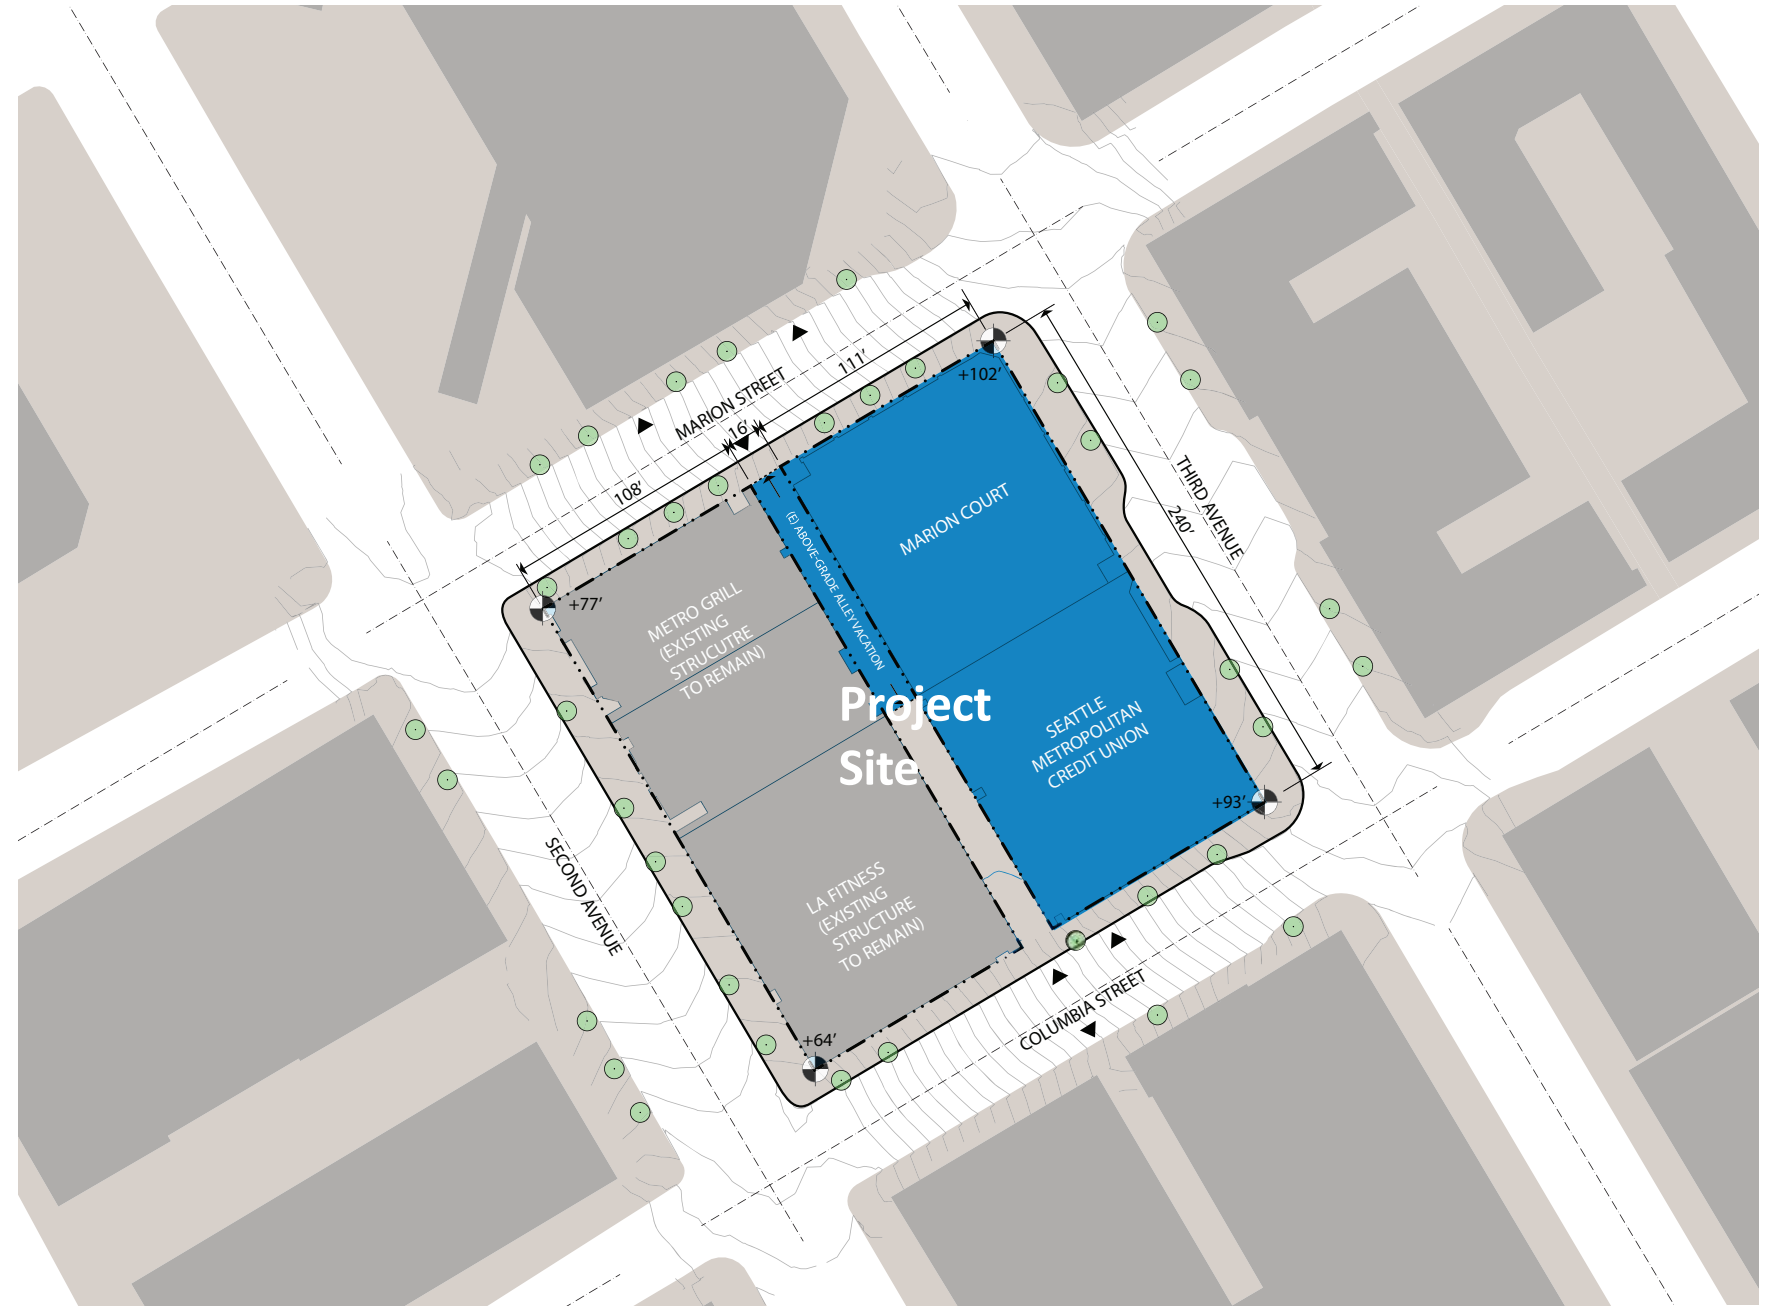 +102’
111’
MARION STREET
16’
108’
THIRD AVENUE
240’
MARION COURT
(E) ABOVE-GRADE ALLEY VACATION
+77’
METRO GRILL
(EXISTING
STRUCUTRE
TO REMAIN)
Project
Site
SEATTLE
METROPOLITAN
CREDIT UNION
+93’
SECOND AVENUE
LA FITNESS
(EXISTING
STRUCTURE
TO REMAIN)
+64’
COLUMBIA STREET